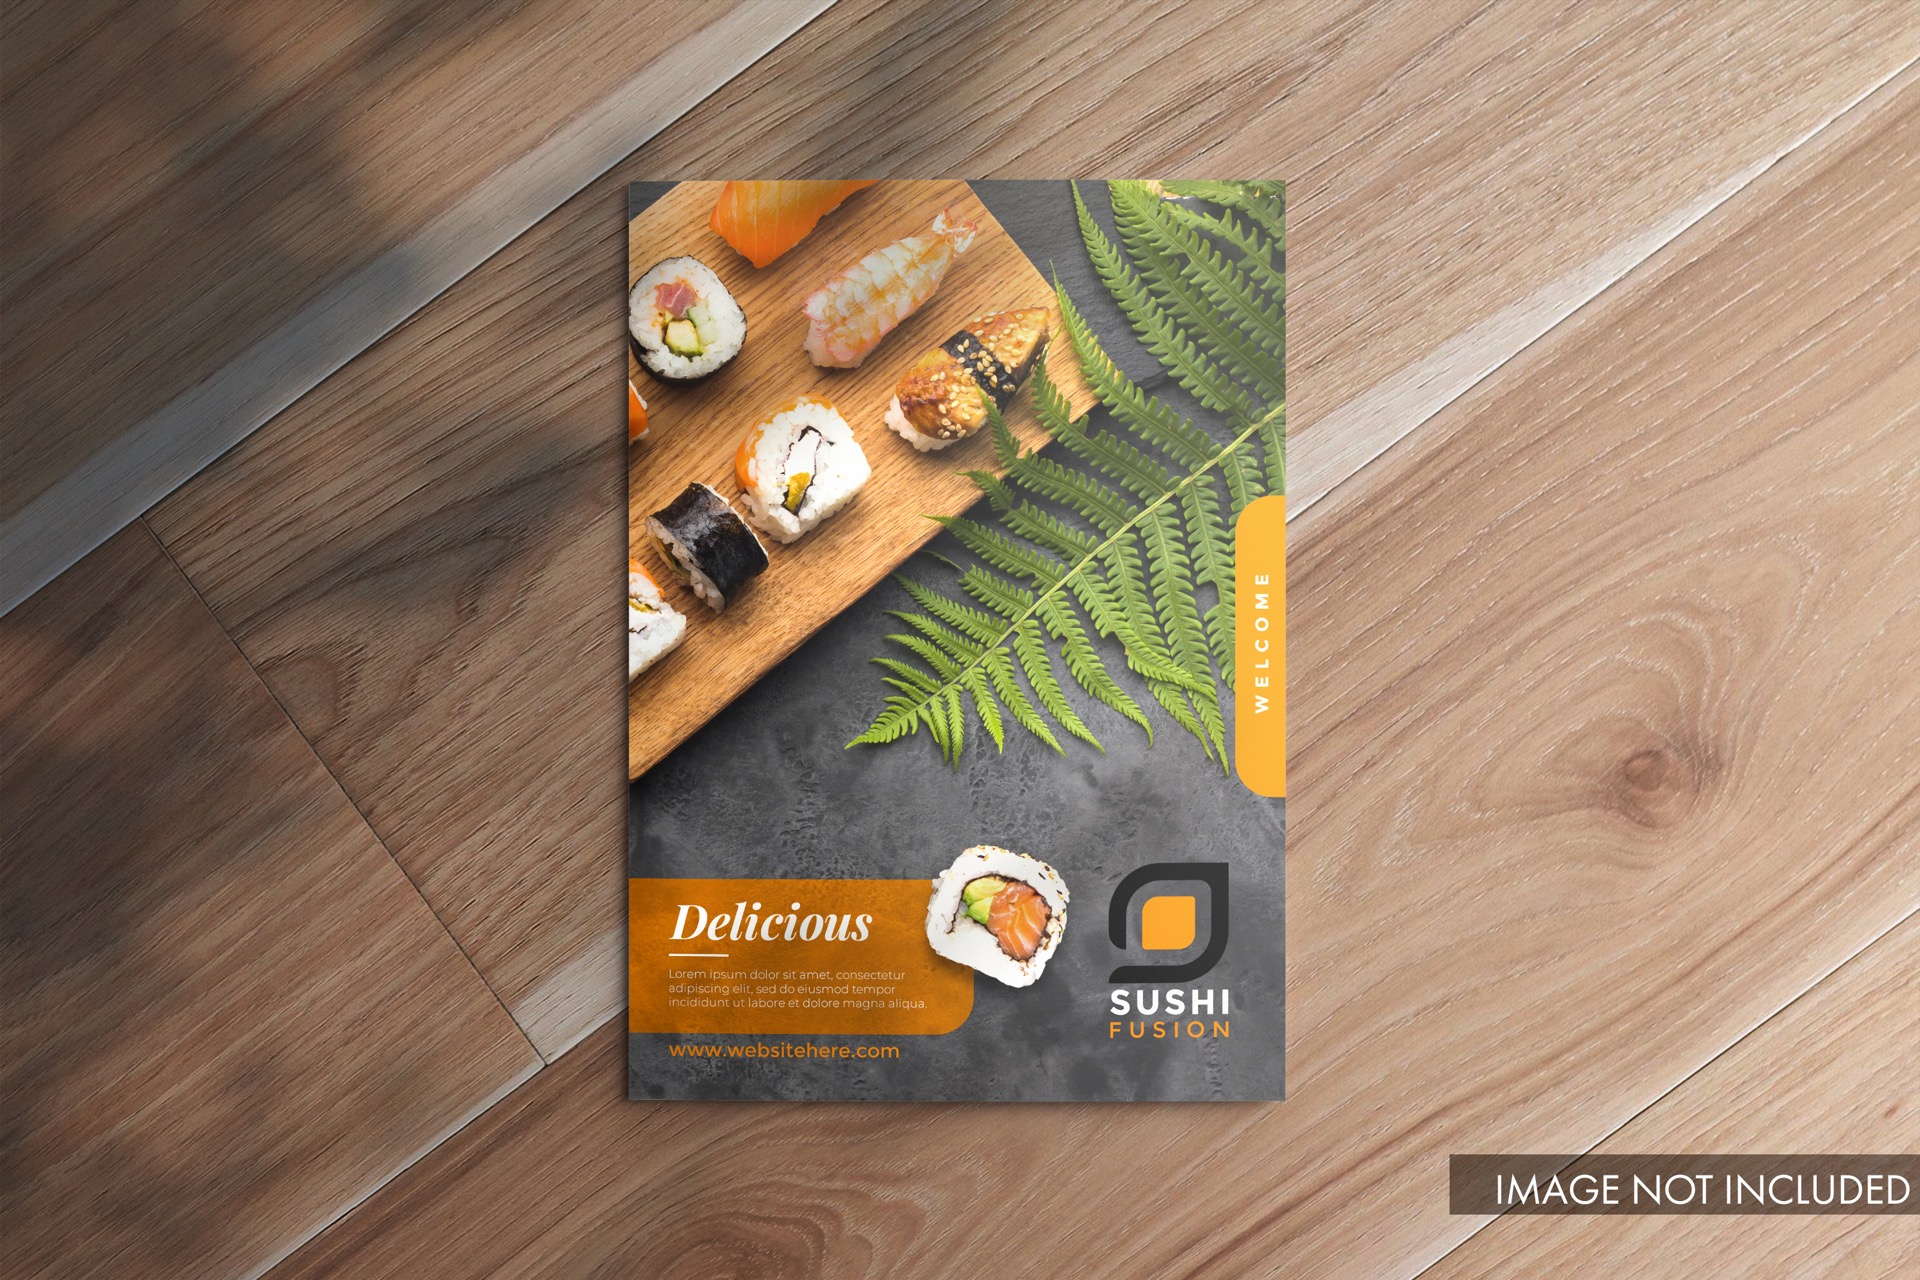 WELCOME
Delicious
Lorem ipsum dolor sit amet, consectetur
adipiscing elit, sed do eiusmod tempor
incididunt ut labore et dolore magna aliqua.
www.websitehere.com
SUSHI
FUSION
IMAGE NOT INCLUDED